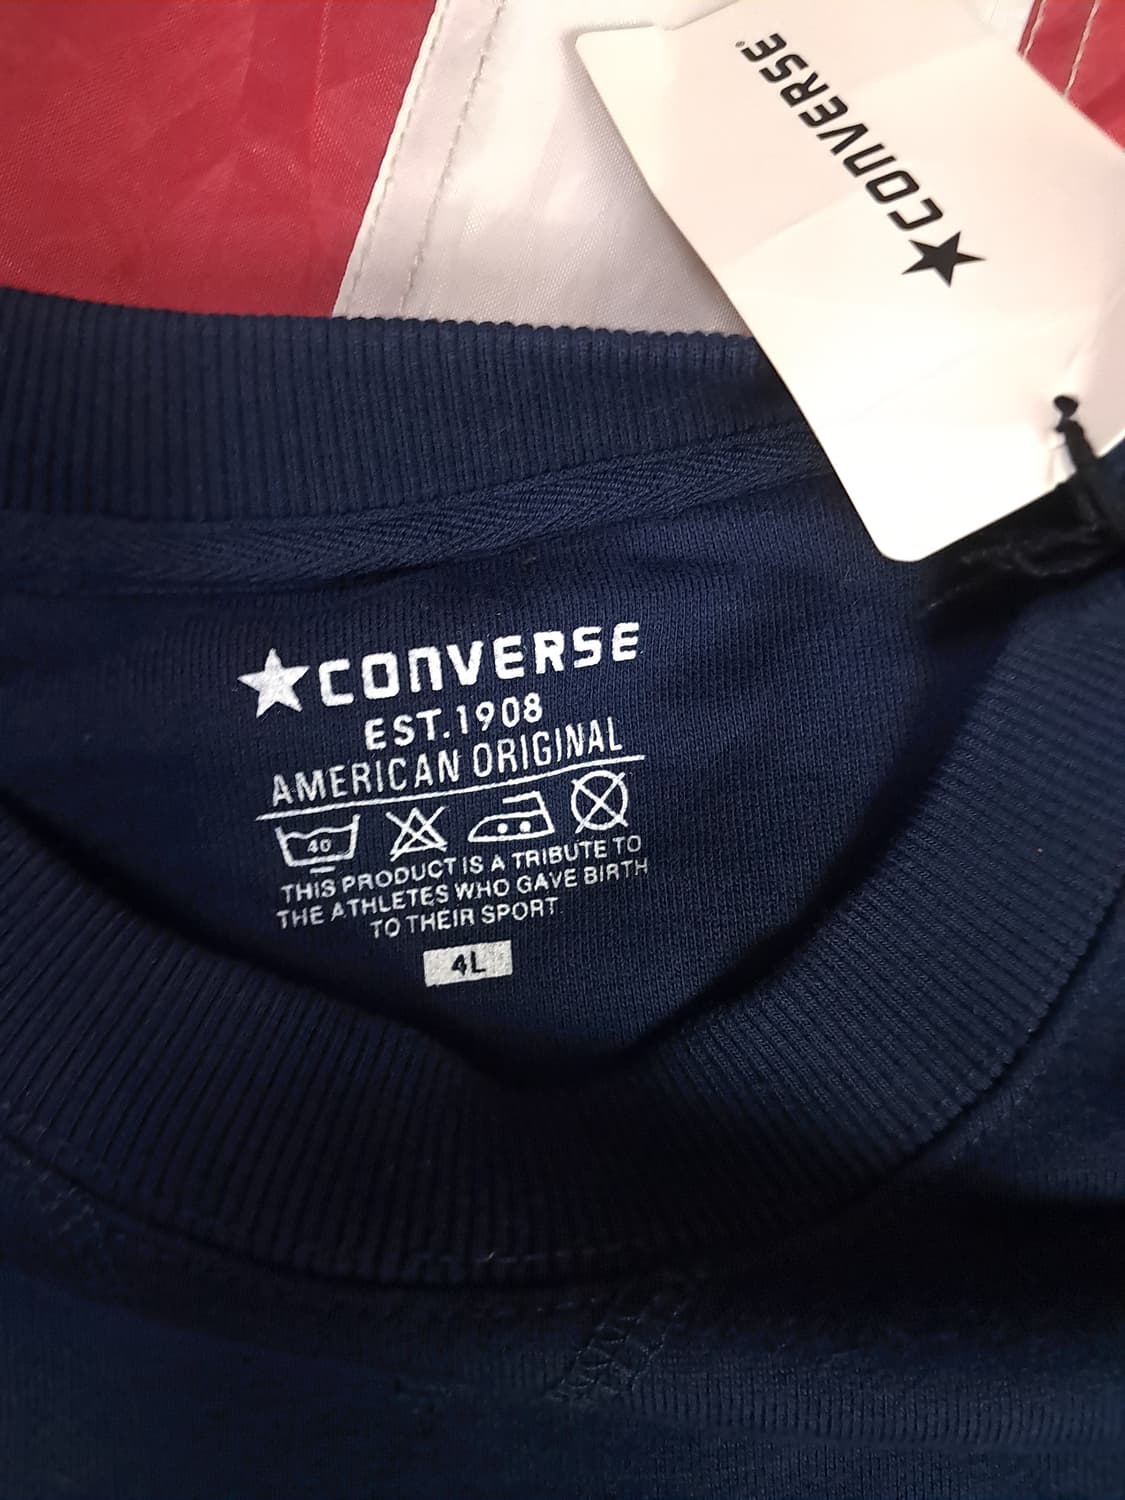 CONVERSE
CONVERSE
EST.1908
AMERICAN ORIGINAL
40
THIS PRODUCT IS A TRIBUTE TO
THE ATHLETES WHO GAVE BIRTH
TO THEIR SPORT.
4L